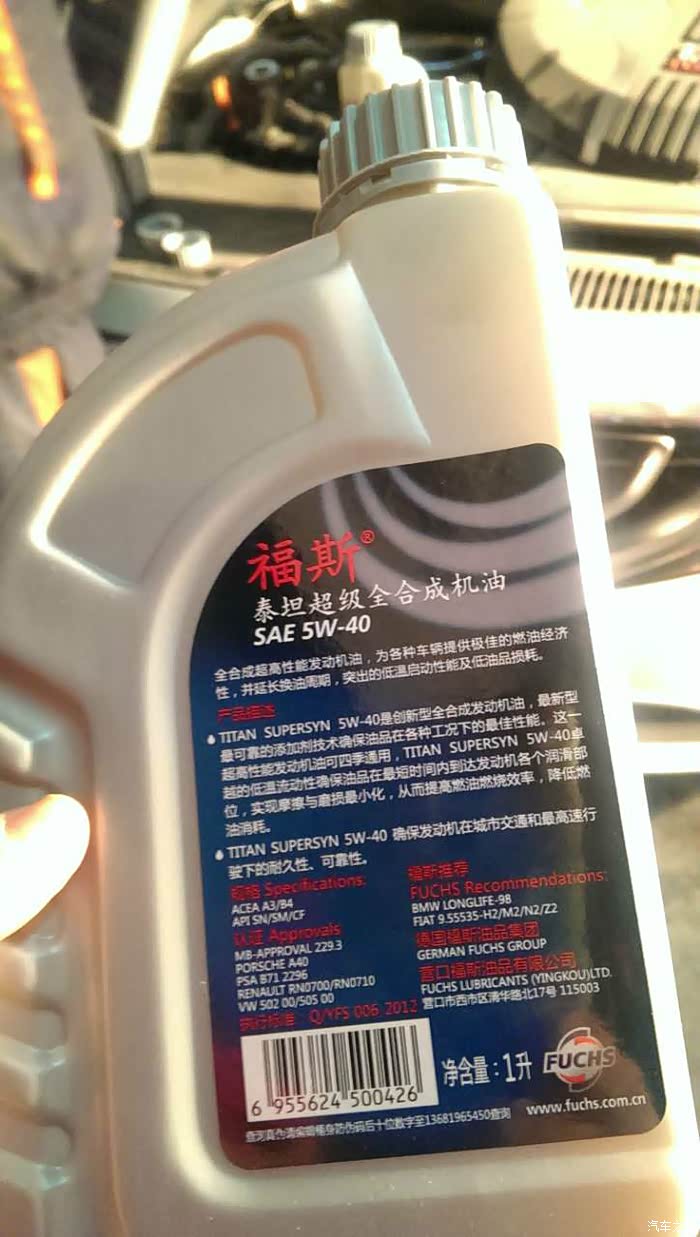 福斯®
泰坦超级全合成机油
SAE 5W-40
全合成超高性能发动机油，为各种车辆提供极佳的燃油经济
性，并延长换油周期，突出的低温启动性能及低油品损耗。
产品描述
TITAN SUPERSYN 5W-40是创新型全合成发动机油，最新型
最可靠的添加剂技术确保油品在各种工况下的最佳性能。这一
超高性能发动机油可四季通用，TITAN SUPERSYN 5W-40卓
越的低温流动性确保油品在最短时间内到达发动机各个润滑部
位，实现摩擦与磨损最小化，从而提高燃油燃烧效率，降低燃
油消耗。
TITAN SUPERSYN 5W-40 确保发动机在城市交通和最高速行
驶下的耐久性、可靠性。
规格 Specifications:
ACEA A3/B4
API SN/SM/CF
认证 Approvals
MB-APPROVAL 229.3
PORSCHE A40
PSA B71 2296
RENAULT RN0700/RN0710
VW 502 00/505 00
执行标准：Q/YFS 006 2012
福斯推荐
FUCHS Recommendations:
BMW LONGLIFE-98
FIAT 9.55535-H2/M2/N2/Z2
德国福斯油品集团
GERMAN FUCHS GROUP
营口福斯油品有限公司
FUCHS LUBRICANTS (YINGKOU)LTD.
营口市西市区清华路北17号 115003
6 955624 500426
净含量：1升
FUCHS
www.fuchs.com.cn
汽车之